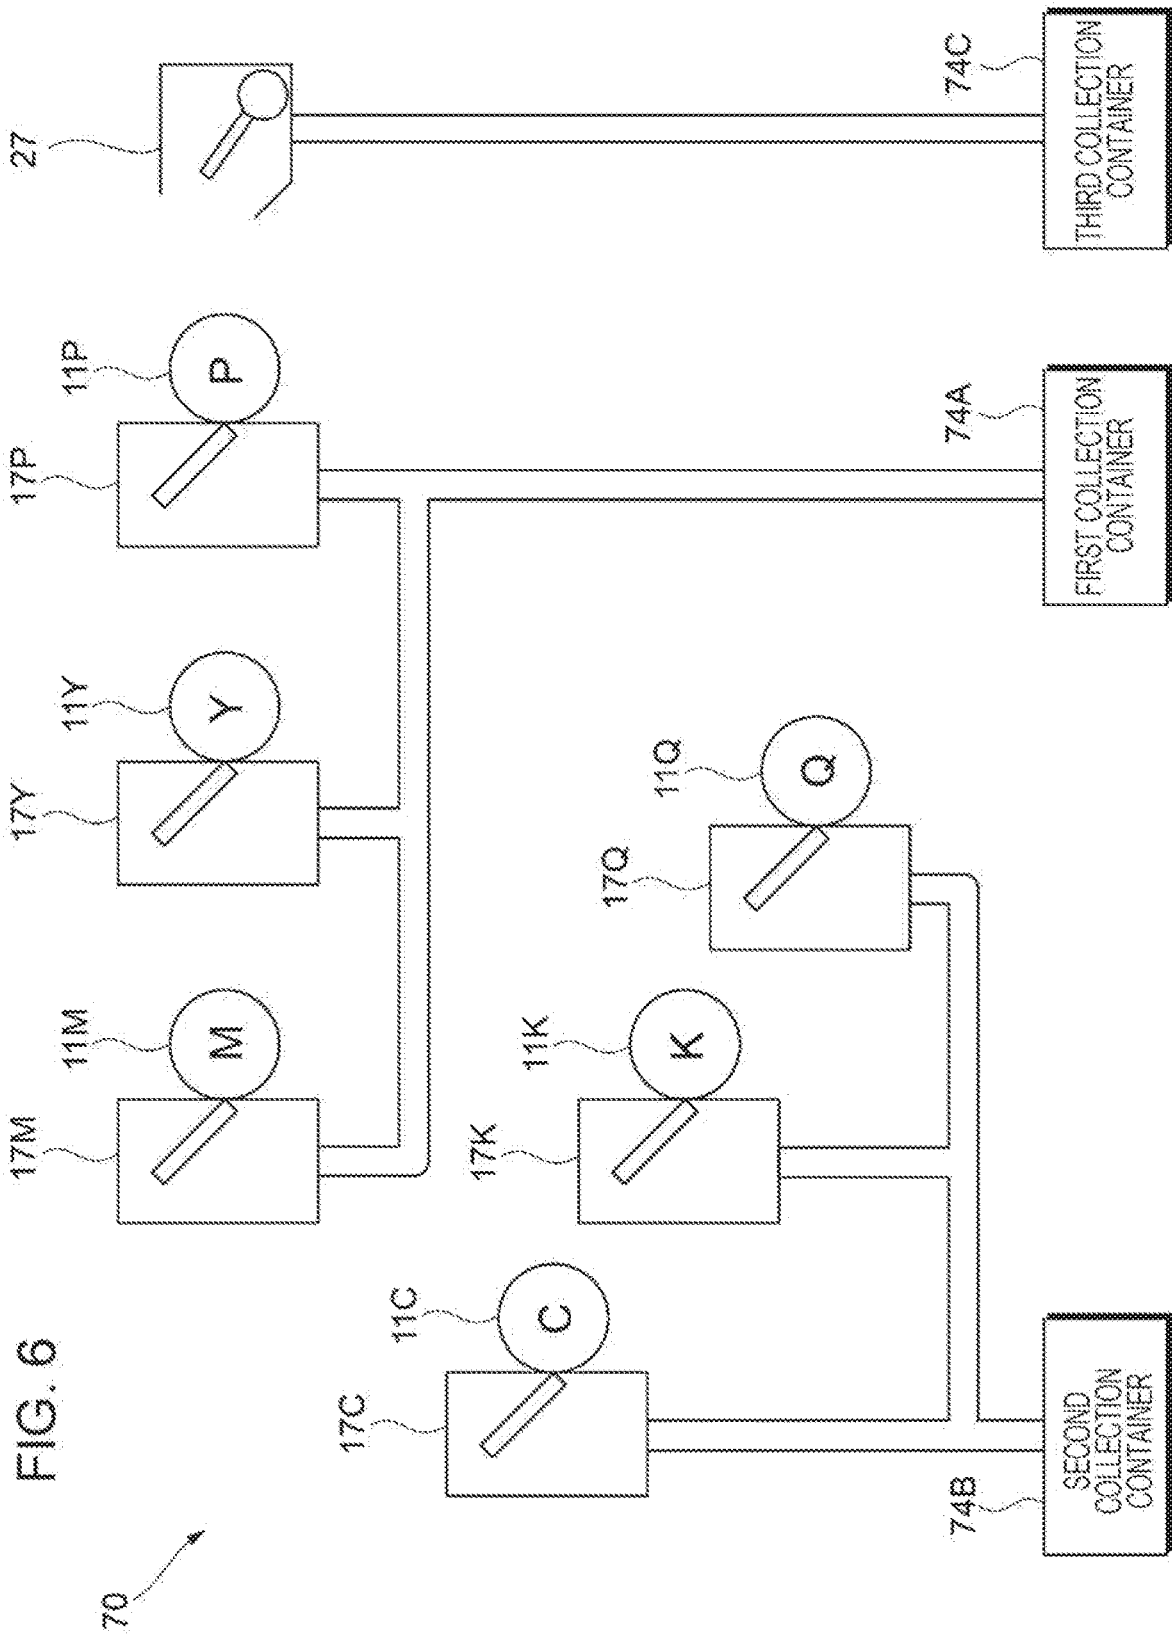 FIG. 6
70
17M
11M
M
17Y
11Y
Y
17P
11P
P
27
17C
11C
C
17K
11K
K
17Q
11Q
Q
74B
SECOND
COLLECTION
CONTAINER
74A
FIRST COLLECTION
CONTAINER
74C
THIRD COLLECTION
CONTAINER